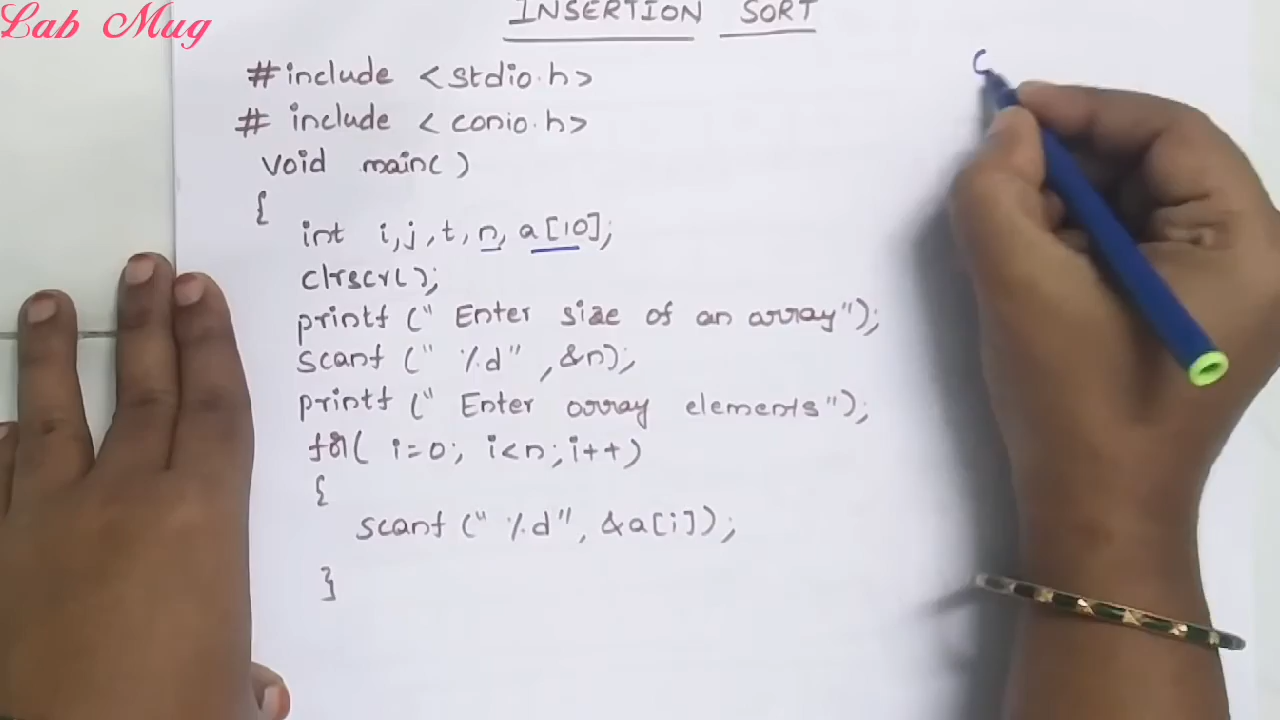 Lab Mug
INSERTION SORT
#include <stdio.h>
# include <conio.h>
void main()
{
int i,j,t,n,a[10];
clrscr();
printf (" Enter size of an array");
scanf (" %d" ,&n);
printf (" Enter array elements");
for( i=0; i<n;i++)
{
scanf (" %d", &a[i]);
}